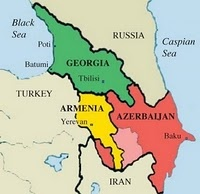 Black
Sea
RUSSIA
Caspian
Sea
Poti
GEORGIA
Batumi
Tbilisi
TURKEY
ARMENIA
AZERBAIJAN
Yerevan
Baku
IRAN